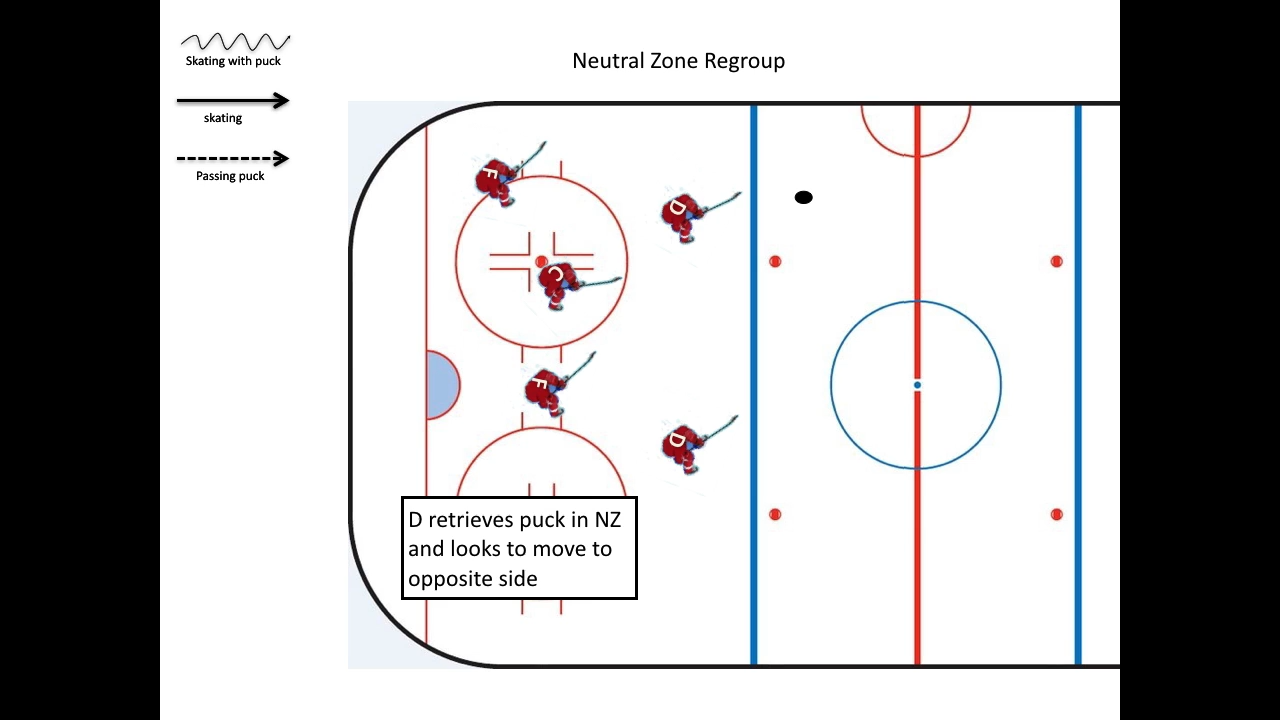 Skating with puck
Neutral Zone Regroup
skating
Passing puck
F
D
C
F
D
D retrieves puck in NZ
and looks to move to
opposite side